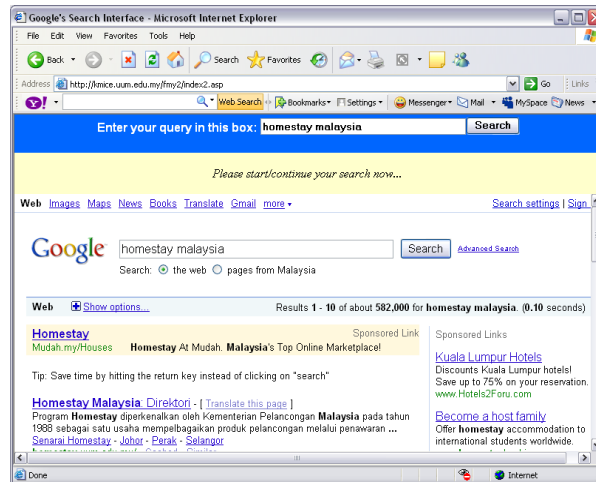 Google's Search Interface - Microsoft Internet Explorer
File Edit View Favorites Tools Help
Back Search Favorites
Address http://kmice.uum.edu.my/fmy2/index2.asp Go Links
Y! Web Search Bookmarks Settings Messenger Mail MySpace News
Enter your query in this box: homestay malaysia Search
Please start/continue your search now...
Web Images Maps News Books Translate Gmail more Search settings | Sign
Google homestay malaysia Search Advanced Search
Search: the web pages from Malaysia
Web Show options... Results 1 - 10 of about 582,000 for homestay malaysia. (0.10 seconds)
Homestay Sponsored Link
Mudah.my/Houses Homestay At Mudah. Malaysia's Top Online Marketplace!
Tip: Save time by hitting the return key instead of clicking on "search"
Homestay Malaysia: Direktori - [ Translate this page ]
Program Homestay diperkenalkan oleh Kementerian Pelancongan Malaysia pada tahun
1988 sebagai satu usaha mempelbagaikan produk pelancongan melalui penawaran ...
Senarai Homestay - Johor - Perak - Selangor
Sponsored Links
Kuala Lumpur Hotels
Discounts Kuala Lumpur hotels!
Save up to 75% on your reservation.
www.Hotels2Foru.com
Become a host family
Offer homestay accommodation to
international students worldwide.
Done Internet